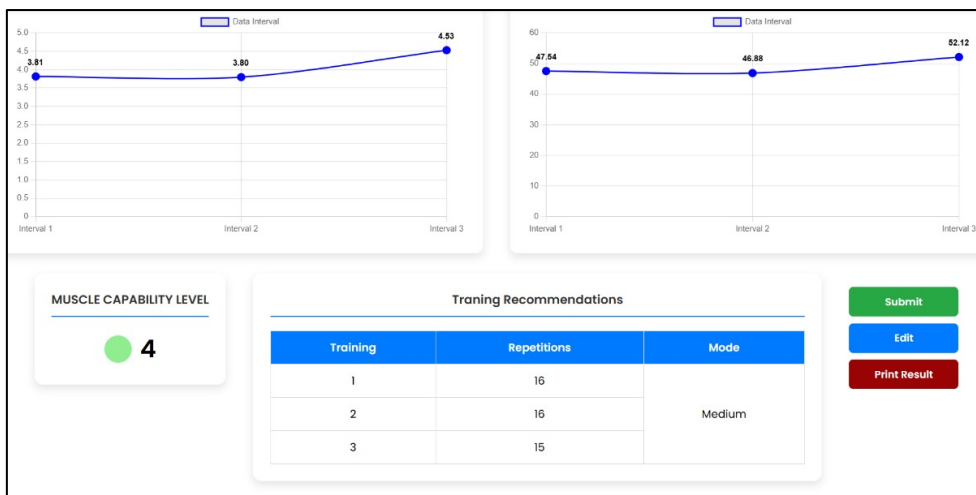 Data Interval
5.0
4.5
4.0
3.5
3.0
2.5
2.0
1.5
1.0
0.5
0
3.81
3.80
4.53
Interval 1 Interval 2 Interval 3
Data Interval
60
50
40
30
20
10
0
47.54
46.88
52.12
Interval 1 Interval 2 Interval 3
MUSCLE CAPABILITY LEVEL
4
Traning Recommendations
Training Repetitions Mode
1 16
2 16 Medium
3 15
Submit
Edit
Print Result